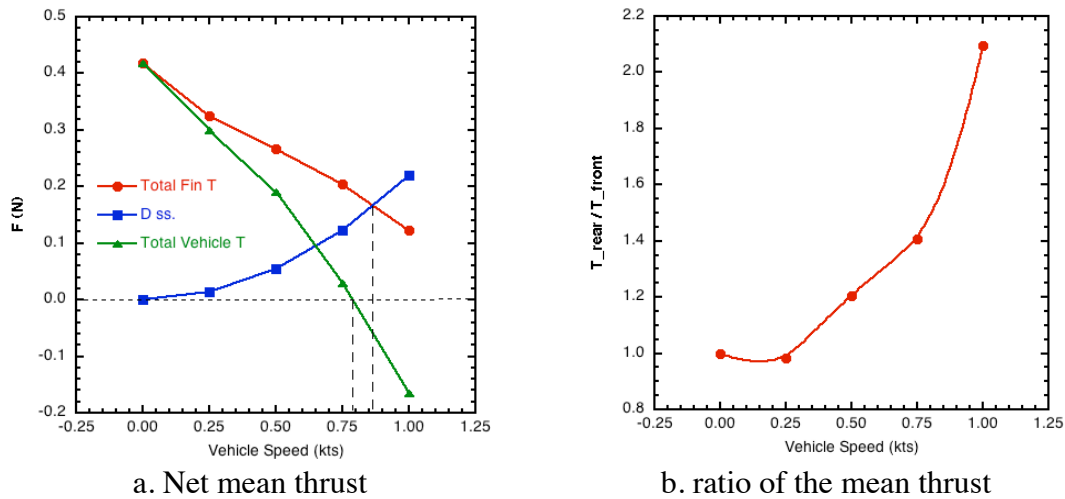 0.5
0.4
0.3
0.2
0.1
0.0
-0.1
-0.2
F (N)
Total Fin T
D ss.
Total Vehicle T
-0.25 0.00 0.25 0.50 0.75 1.00 1.25
Vehicle Speed (kts)
a. Net mean thrust
2.2
2.0
1.8
1.6
1.4
1.2
1.0
0.8
T_rear / T_front
-0.25 0.00 0.25 0.50 0.75 1.00 1.25
Vehicle Speed (kts)
b. ratio of the mean thrust